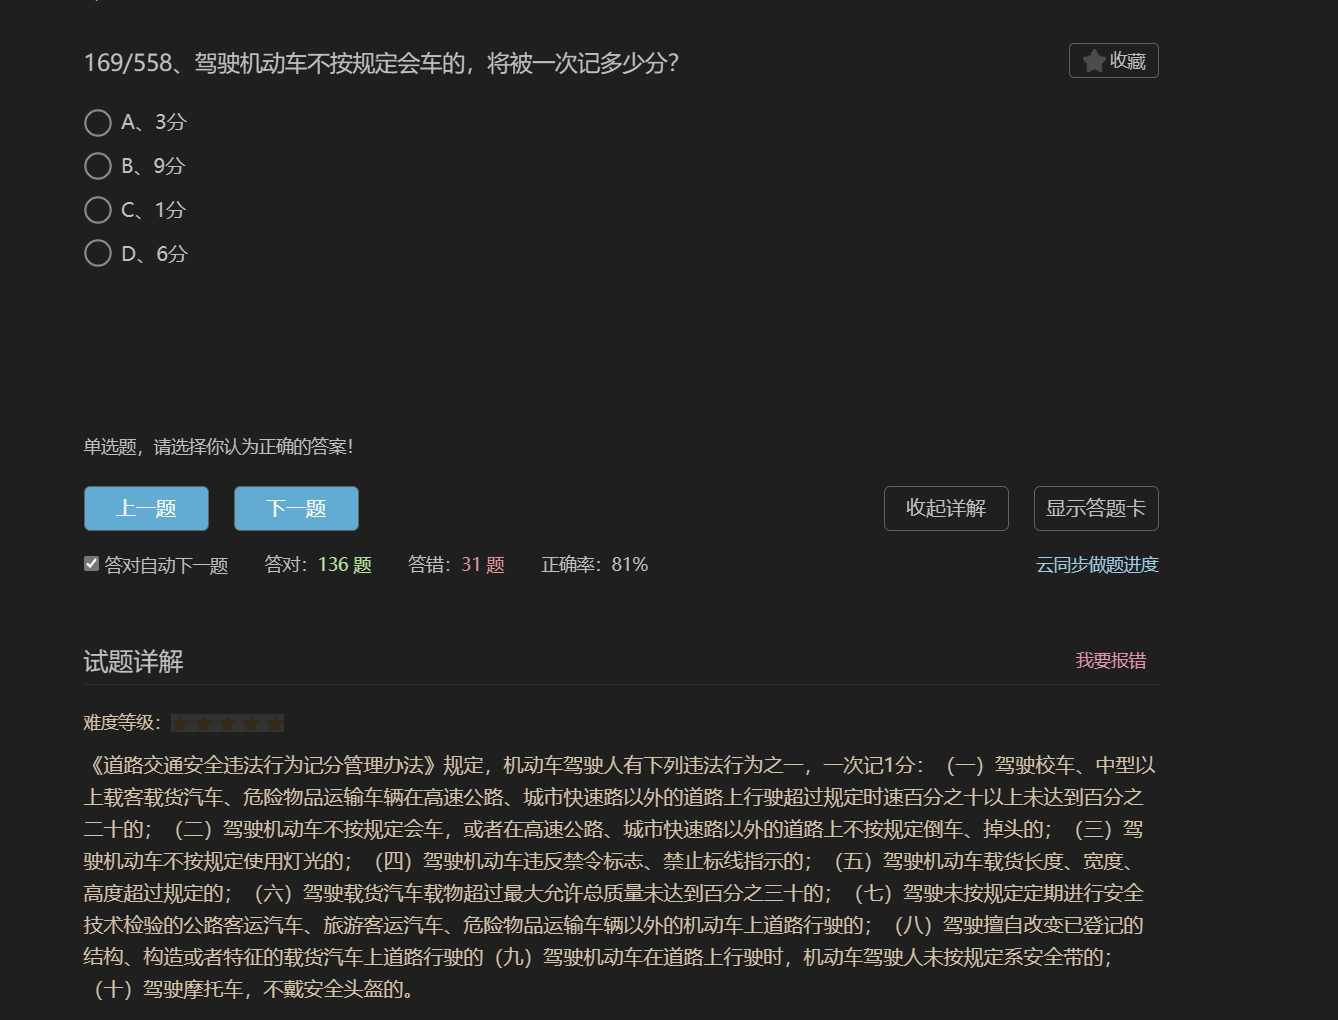 169/558、驾驶机动车不按规定会车的，将被一次记多少分？
收藏
A、3分
B、9分
C、1分
D、6分
单选题，请选择你认为正确的答案！
上一题
下一题
收起详解
显示答题卡
答对自动下一题
答对：136 题
答错：31 题
正确率：81%
云同步做题进度
试题详解
我要报错
难度等级：
《道路交通安全违法行为记分管理办法》规定，机动车驾驶人有下列违法行为之一，一次记1分：（一）驾驶校车、中型以
上载客载货汽车、危险物品运输车辆在高速公路、城市快速路以外的道路上行驶超过规定时速百分之十以上未达到百分之
二十的；（二）驾驶机动车不按规定会车，或者在高速公路、城市快速路以外的道路上不按规定倒车、掉头的；（三）驾
驶机动车不按规定使用灯光的；（四）驾驶机动车违反禁令标志、禁止标线指示的；（五）驾驶机动车载货长度、宽度、
高度超过规定的；（六）驾驶载货汽车载物超过最大允许总质量未达到百分之三十的；（七）驾驶未按规定定期进行安全
技术检验的公路客运汽车、旅游客运汽车、危险物品运输车辆以外的机动车上道路行驶的；（八）驾驶擅自改变已登记的
结构、构造或者特征的载货汽车上道路行驶的（九）驾驶机动车在道路上行驶时，机动车驾驶人未按规定系安全带的；
（十）驾驶摩托车，不戴安全头盔的。